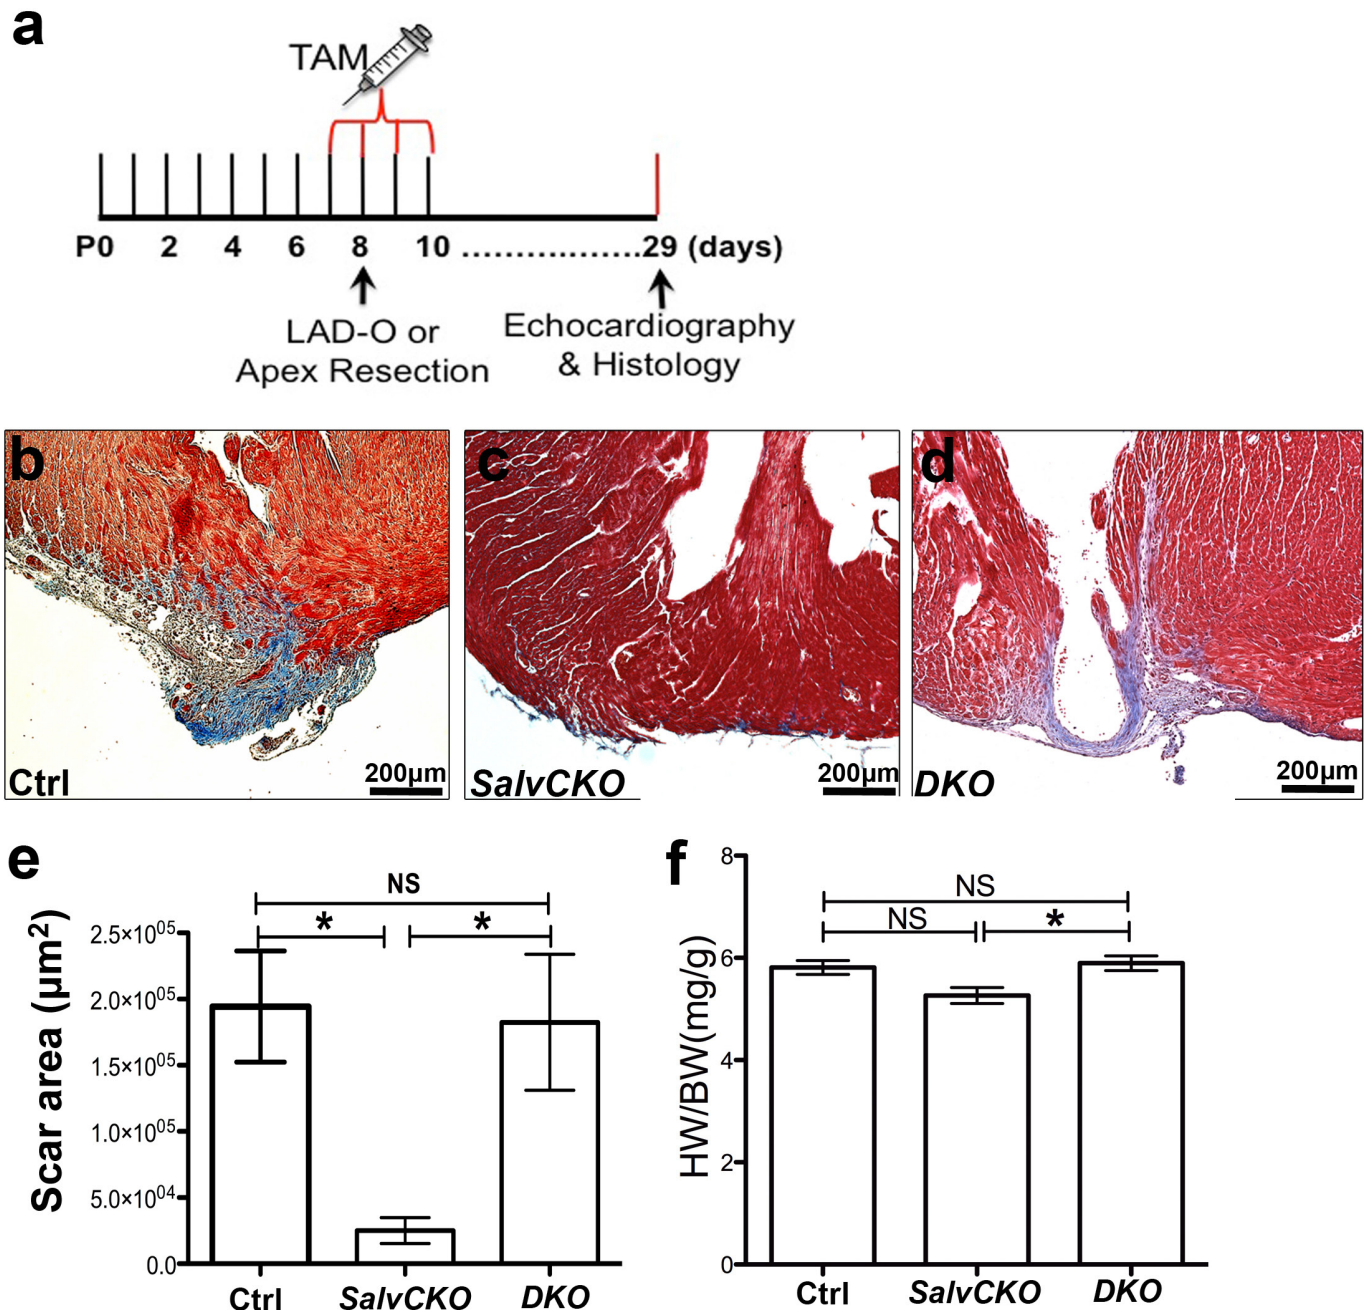 a
TAM
P0 2 4 6 8 10 ..................29 (days)
LAD-O or
Apex Resection
Echocardiography
& Histology
b
Ctrl
200µm
c
SalvCKO
200µm
d
DKO
200µm
e
NS
* *
Scar area (µm²)
2.5×10⁰⁵
2.0×10⁰⁵
1.5×10⁰⁵
1.0×10⁰⁵
5.0×10⁰⁴
0.0
Ctrl SalvCKO DKO
f
NS
NS *
HW/BW(mg/g)
8
6
4
2
0
Ctrl SalvCKO DKO